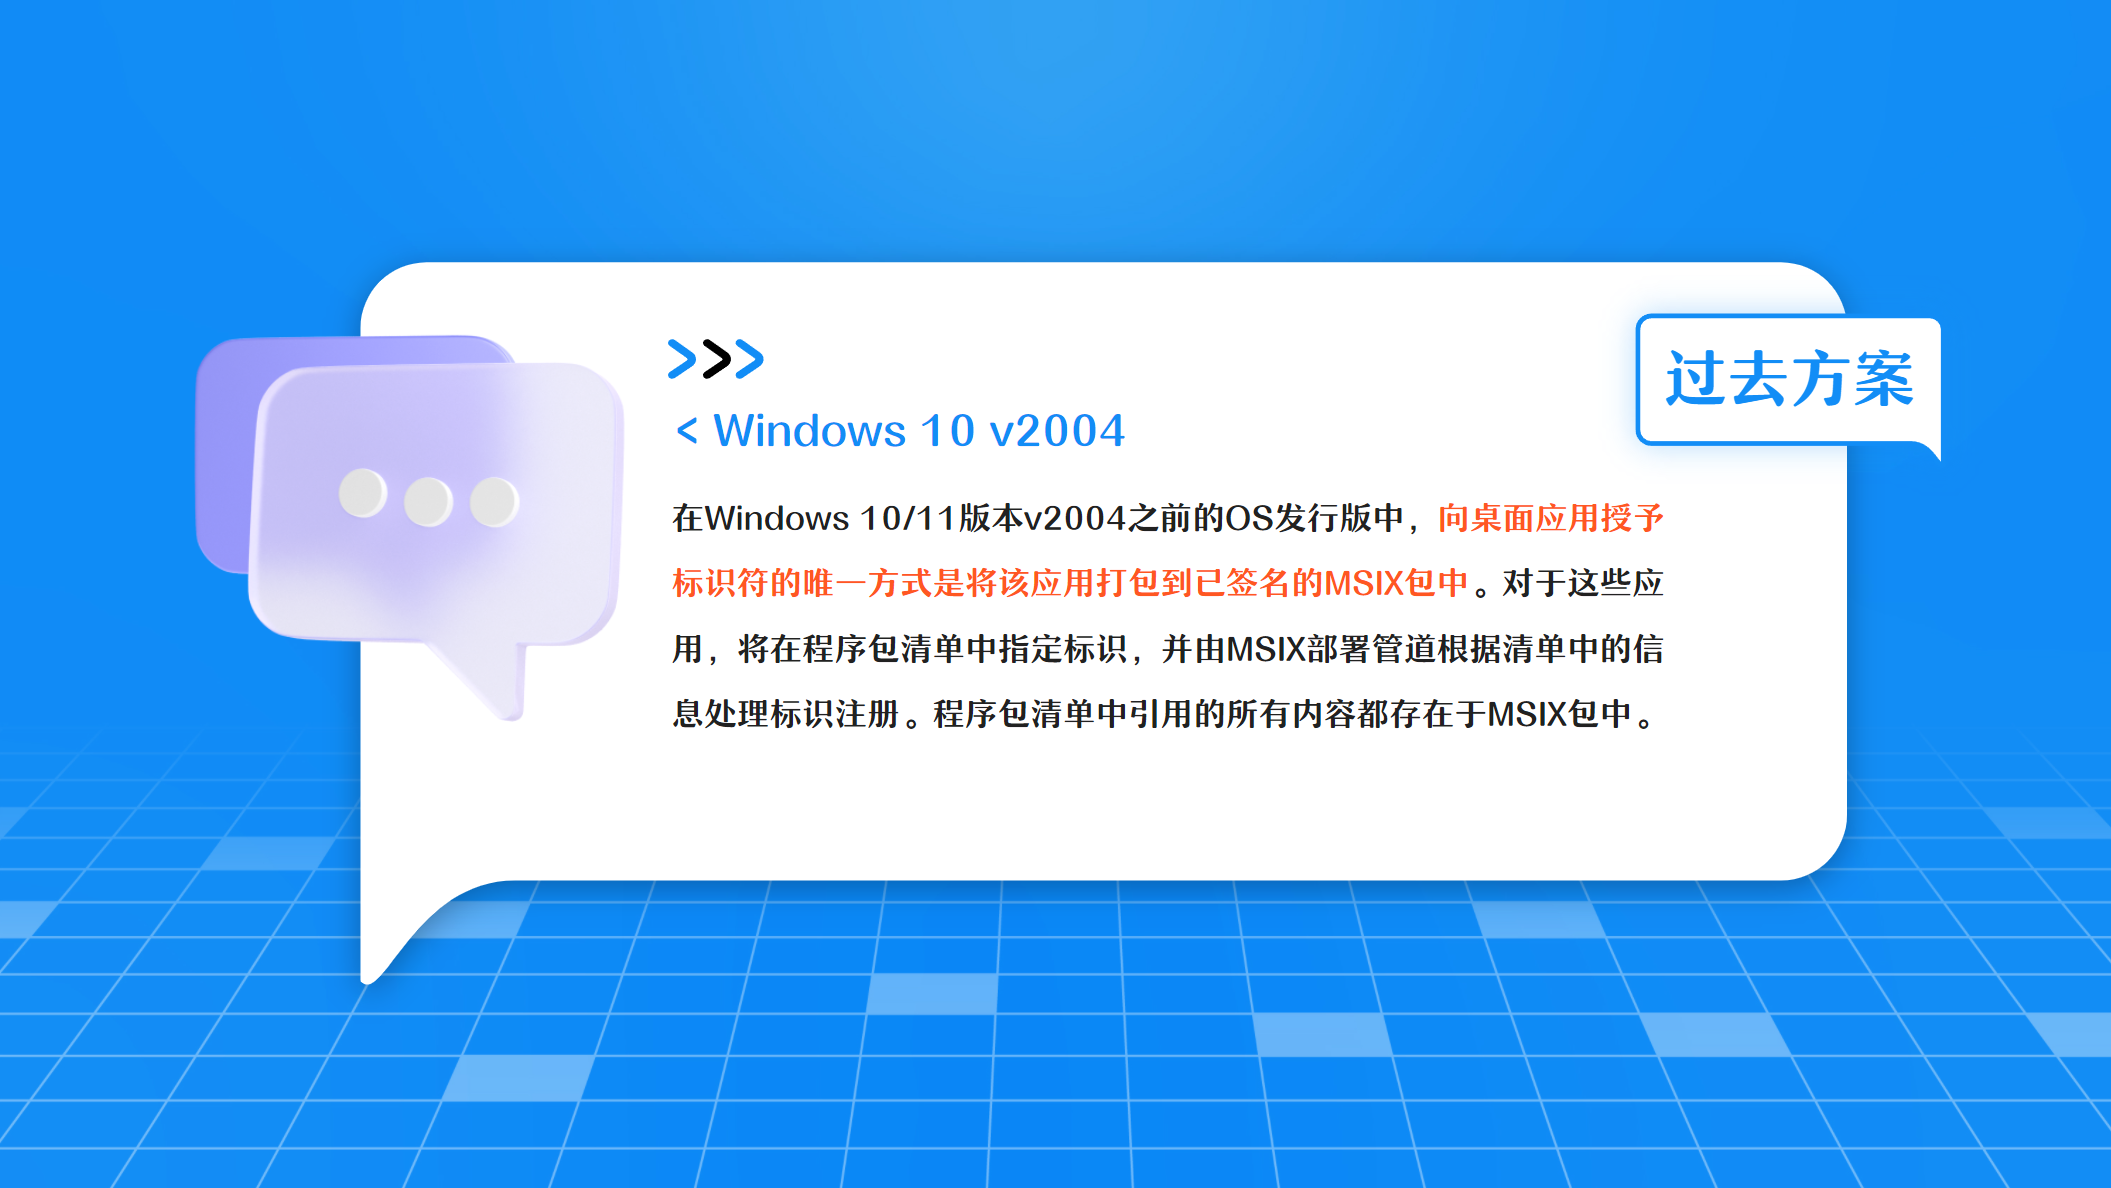 过去方案
< Windows 10 v2004
在Windows 10/11版本v2004之前的OS发行版中，向桌面应用授予
标识符的唯一方式是将该应用打包到已签名的MSIX包中。对于这些应
用，将在程序包清单中指定标识，并由MSIX部署管道根据清单中的信
息处理标识注册。程序包清单中引用的所有内容都存在于MSIX包中。